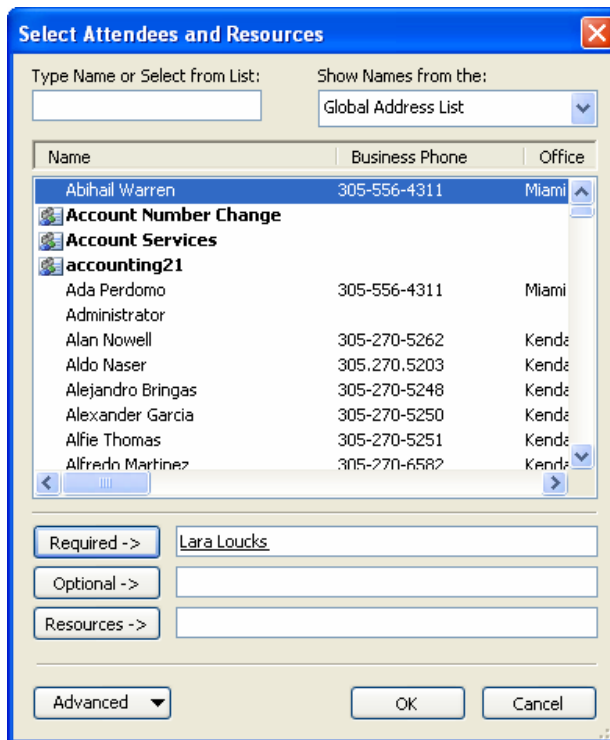 Select Attendees and Resources
Type Name or Select from List: Show Names from the:
Global Address List
Name Business Phone Office
Abihail Warren 305-556-4311 Miami
Account Number Change
Account Services
accounting21
Ada Perdomo 305-556-4311 Miami
Administrator
Alan Nowell 305-270-5262 Kenda
Aldo Naser 305.270.5203 Kenda
Alejandro Bringas 305-270-5248 Kenda
Alexander Garcia 305-270-5250 Kenda
Alfie Thomas 305-270-5251 Kenda
Alfredo Martinez 305-270-6582 Kenda
Required -> Lara Loucks
Optional ->
Resources ->
Advanced OK Cancel